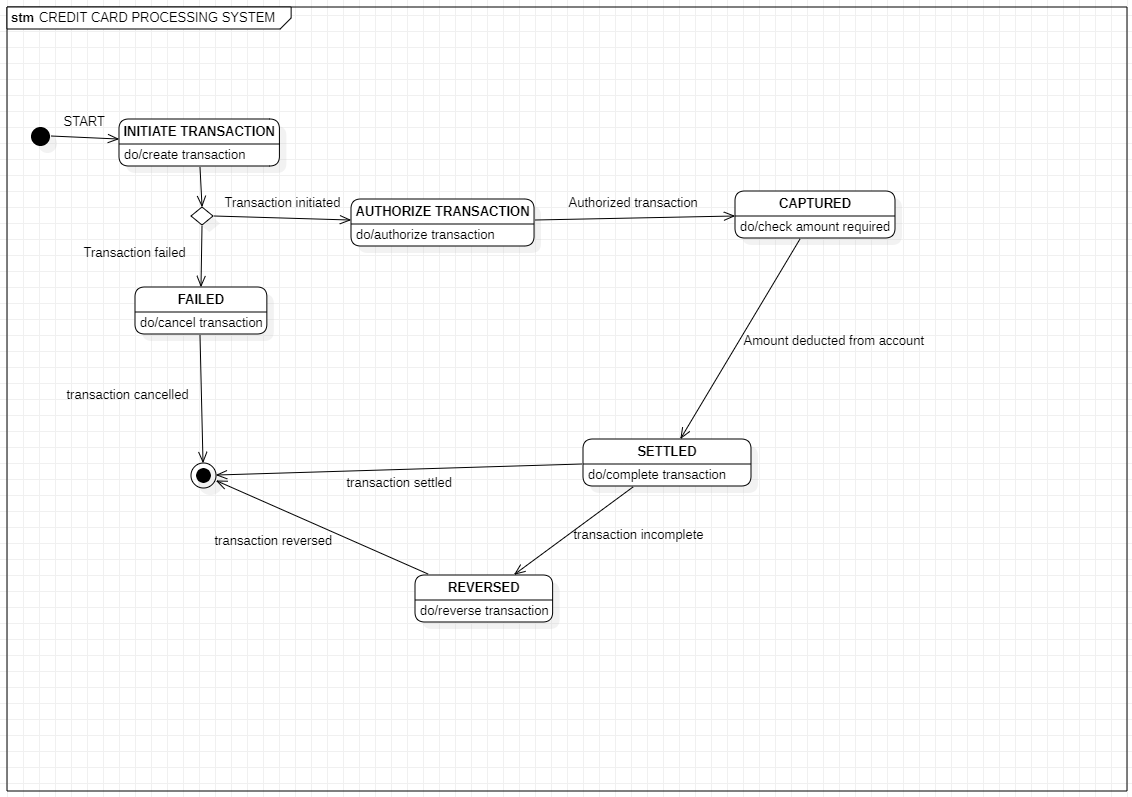 stm CREDIT CARD PROCESSING SYSTEM
START
INITIATE TRANSACTION
do/create transaction
Transaction initiated
AUTHORIZE TRANSACTION
do/authorize transaction
Authorized transaction
CAPTURED
do/check amount required
Transaction failed
FAILED
do/cancel transaction
Amount deducted from account
transaction cancelled
SETTLED
do/complete transaction
transaction settled
transaction incomplete
transaction reversed
REVERSED
do/reverse transaction